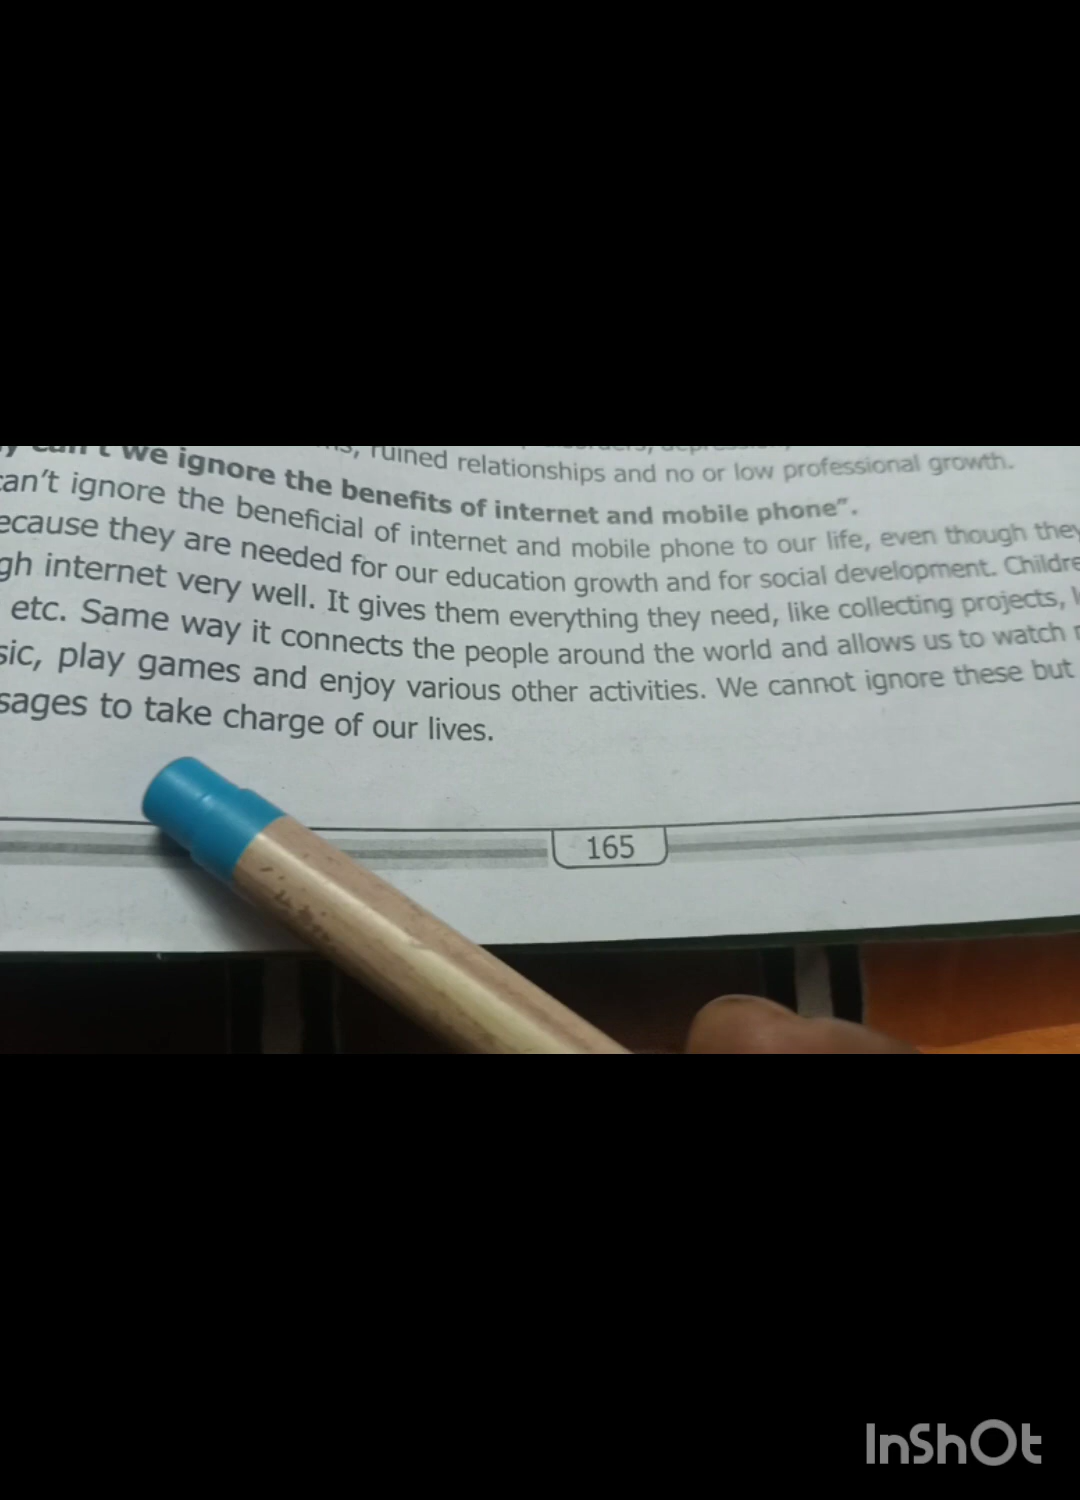 ruined relationships and no or low professional growth.
can't we ignore the benefits of internet and mobile phone".
can't ignore the beneficial of internet and mobile phone to our life, even though they
ecause they are needed for our education growth and for social development. Childre
gh internet very well. It gives them everything they need, like collecting projects,
etc. Same way it connects the people around the world and allows us to watch
sic, play games and enjoy various other activities. We cannot ignore these but
sages to take charge of our lives.
165
InShOt